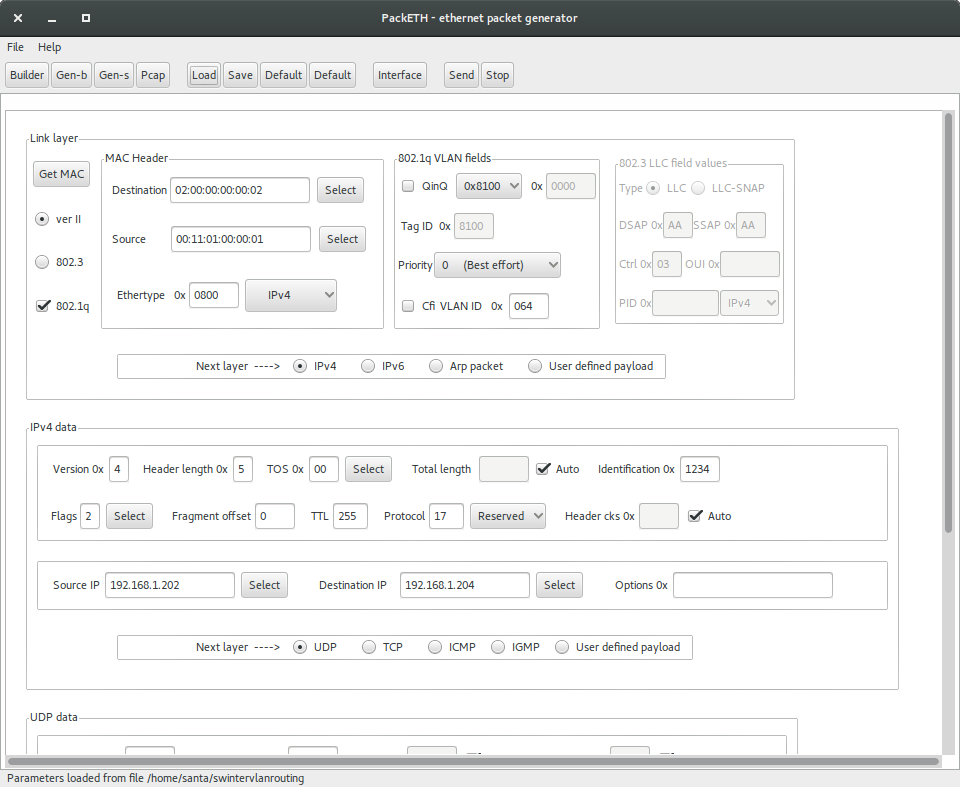 PackETH - ethernet packet generator
File Help
Builder Gen-b Gen-s Pcap Load Save Default Default Interface Send Stop
Link layer
Get MAC
ver II
802.3
802.1q
MAC Header
Destination 02:00:00:00:00:02 Select
Source 00:11:01:00:00:01 Select
Ethertype 0x 0800 IPv4
802.1q VLAN fields
QinQ 0x8100 0x 0000
Tag ID 0x 8100
Priority 0 (Best effort)
Cfi VLAN ID 0x 064
802.3 LLC field values
Type LLC LLC-SNAP
DSAP 0x AA SSAP 0x AA
Ctrl 0x 03 OUI 0x
PID 0x IPv4
Next layer ----> IPv4 IPv6 Arp packet User defined payload
IPv4 data
Version 0x 4 Header length 0x 5 TOS 0x 00 Select Total length Auto Identification 0x 1234
Flags 2 Select Fragment offset 0 TTL 255 Protocol 17 Reserved Header cks 0x Auto
Source IP 192.168.1.202 Select Destination IP 192.168.1.204 Select Options 0x
Next layer ----> UDP TCP ICMP IGMP User defined payload
UDP data
Parameters loaded from file /home/santa/swintervlanrouting